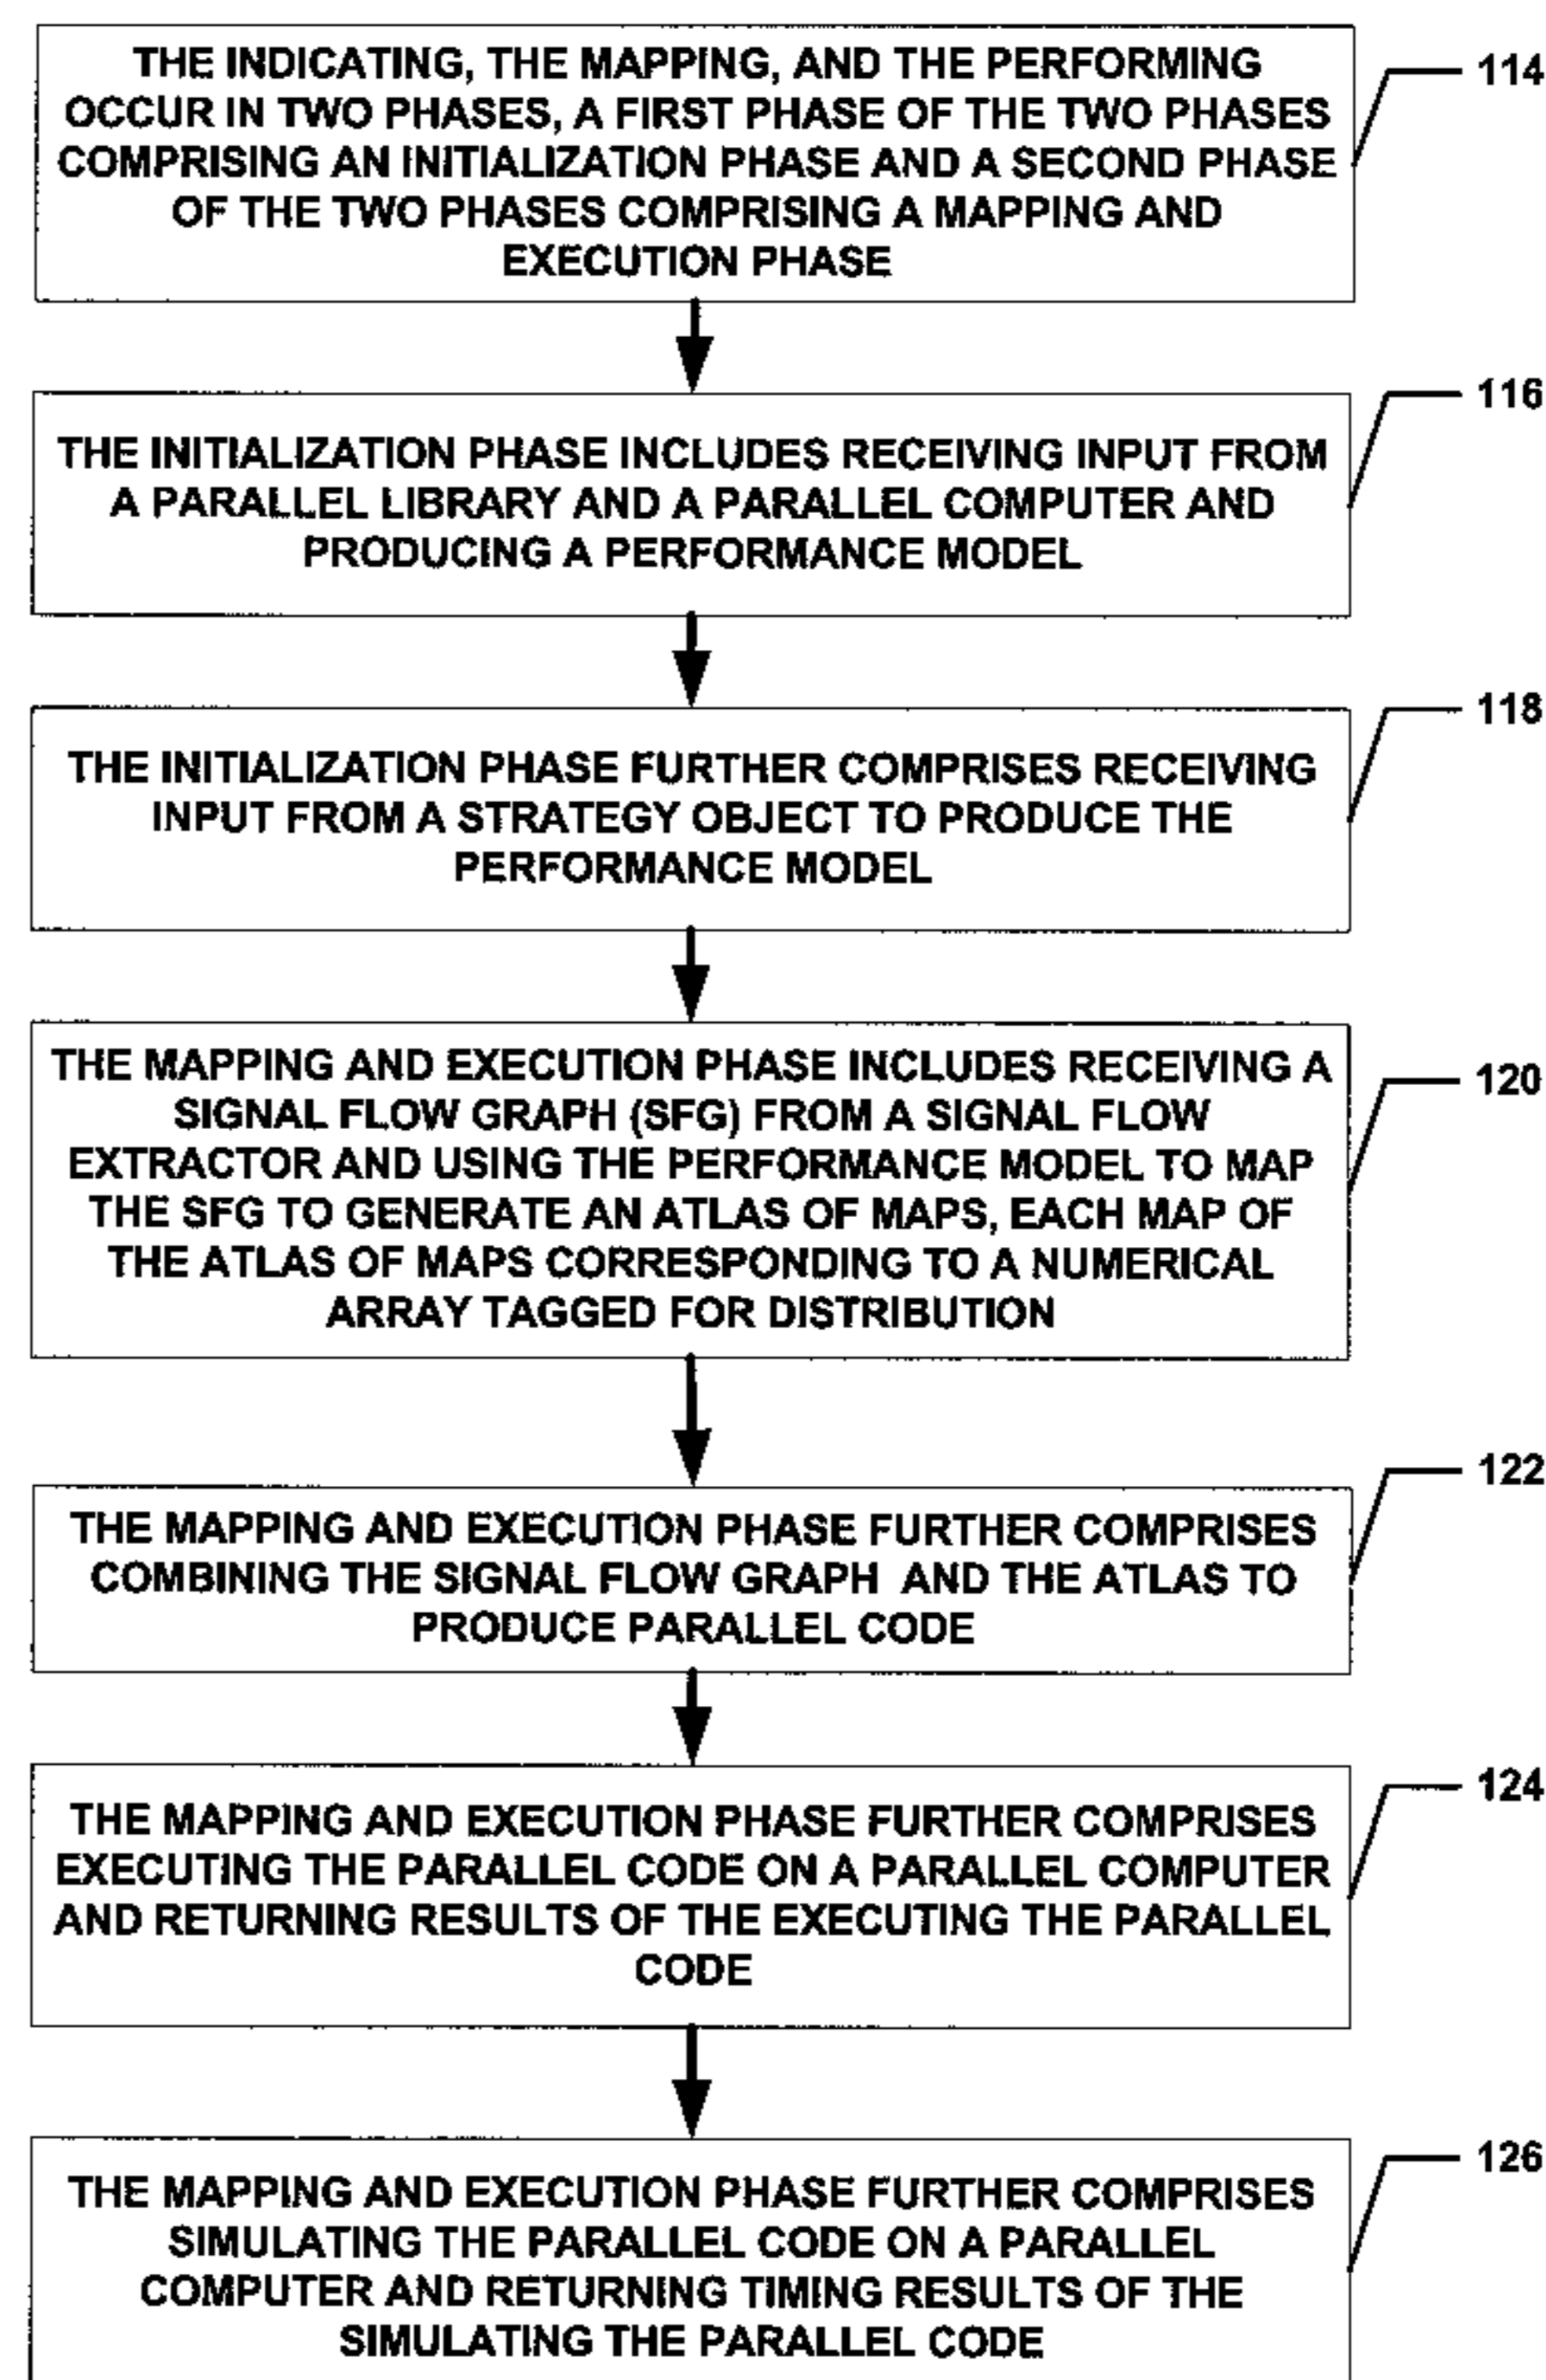 THE INDICATING, THE MAPPING, AND THE PERFORMING
OCCUR IN TWO PHASES, A FIRST PHASE OF THE TWO PHASES
COMPRISING AN INITIALIZATION PHASE AND A SECOND PHASE
OF THE TWO PHASES COMPRISING A MAPPING AND
EXECUTION PHASE
114
THE INITIALIZATION PHASE INCLUDES RECEIVING INPUT FROM
A PARALLEL LIBRARY AND A PARALLEL COMPUTER AND
PRODUCING A PERFORMANCE MODEL
116
THE INITIALIZATION PHASE FURTHER COMPRISES RECEIVING
INPUT FROM A STRATEGY OBJECT TO PRODUCE THE
PERFORMANCE MODEL
118
THE MAPPING AND EXECUTION PHASE INCLUDES RECEIVING A
SIGNAL FLOW GRAPH (SFG) FROM A SIGNAL FLOW
EXTRACTOR AND USING THE PERFORMANCE MODEL TO MAP
THE SFG TO GENERATE AN ATLAS OF MAPS, EACH MAP OF
THE ATLAS OF MAPS CORRESPONDING TO A NUMERICAL
ARRAY TAGGED FOR DISTRIBUTION
120
THE MAPPING AND EXECUTION PHASE FURTHER COMPRISES
COMBINING THE SIGNAL FLOW GRAPH AND THE ATLAS TO
PRODUCE PARALLEL CODE
122
THE MAPPING AND EXECUTION PHASE FURTHER COMPRISES
EXECUTING THE PARALLEL CODE ON A PARALLEL COMPUTER
AND RETURNING RESULTS OF THE EXECUTING THE PARALLEL
CODE
124
THE MAPPING AND EXECUTION PHASE FURTHER COMPRISES
SIMULATING THE PARALLEL CODE ON A PARALLEL
COMPUTER AND RETURNING TIMING RESULTS OF THE
SIMULATING THE PARALLEL CODE
126